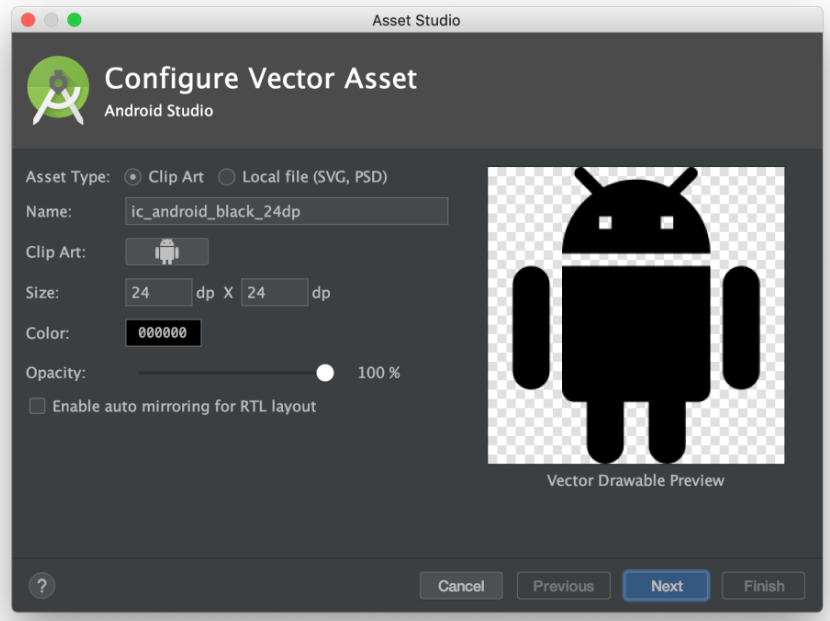 Asset Studio
Configure Vector Asset
Android Studio
Asset Type: Clip Art Local file (SVG, PSD)
Name: ic_android_black_24dp
Clip Art:
Size: 24 dp X 24 dp
Color: 000000
Opacity: 100 %
Enable auto mirroring for RTL layout
Vector Drawable Preview
? Cancel Previous Next Finish